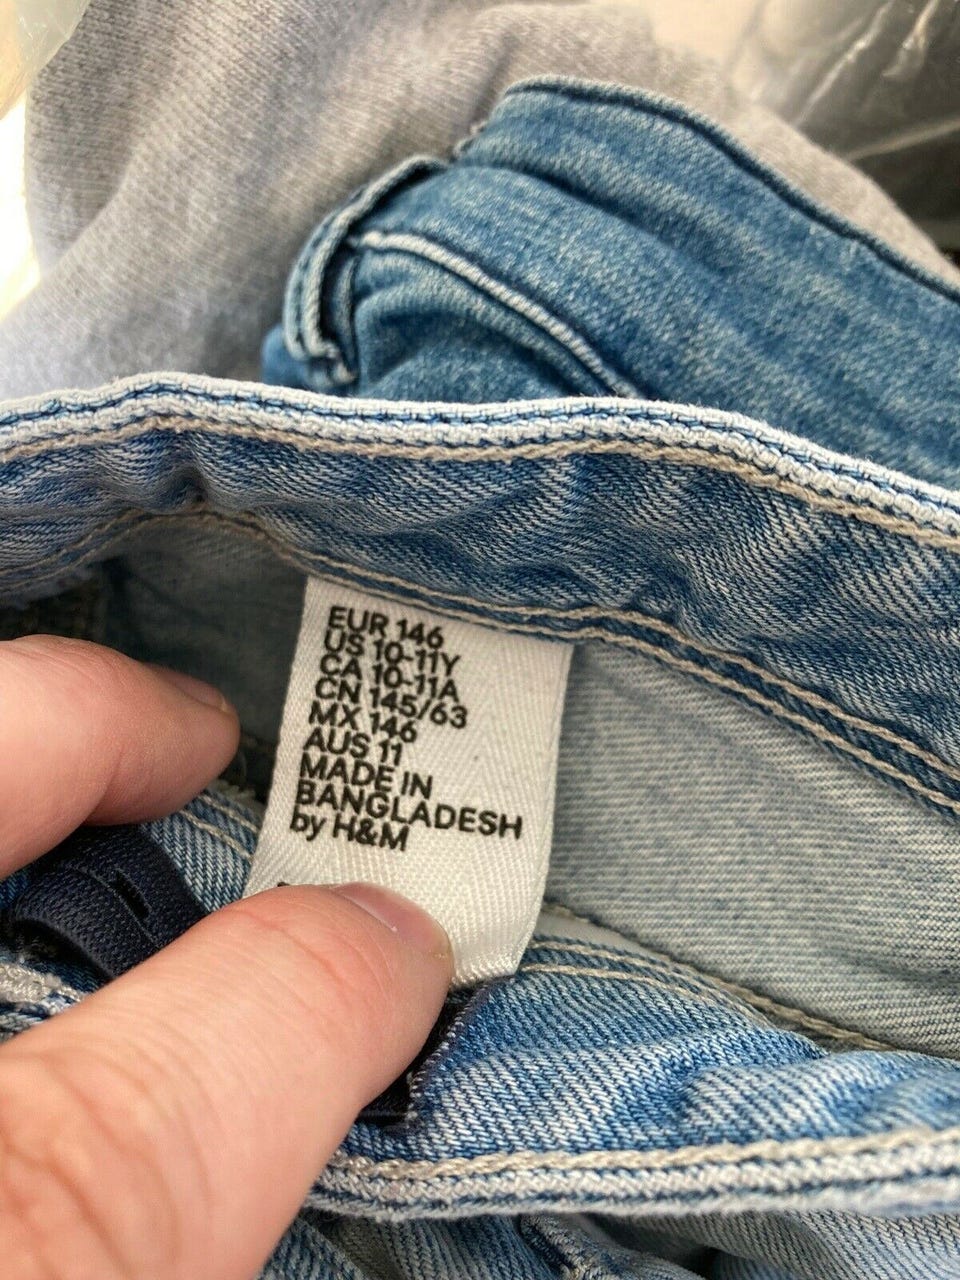 EUR 146
US 10-11Y
CA 10-11A
CN 145/63
MX 146
AUS 11
MADE IN
BANGLADESH
by H&M